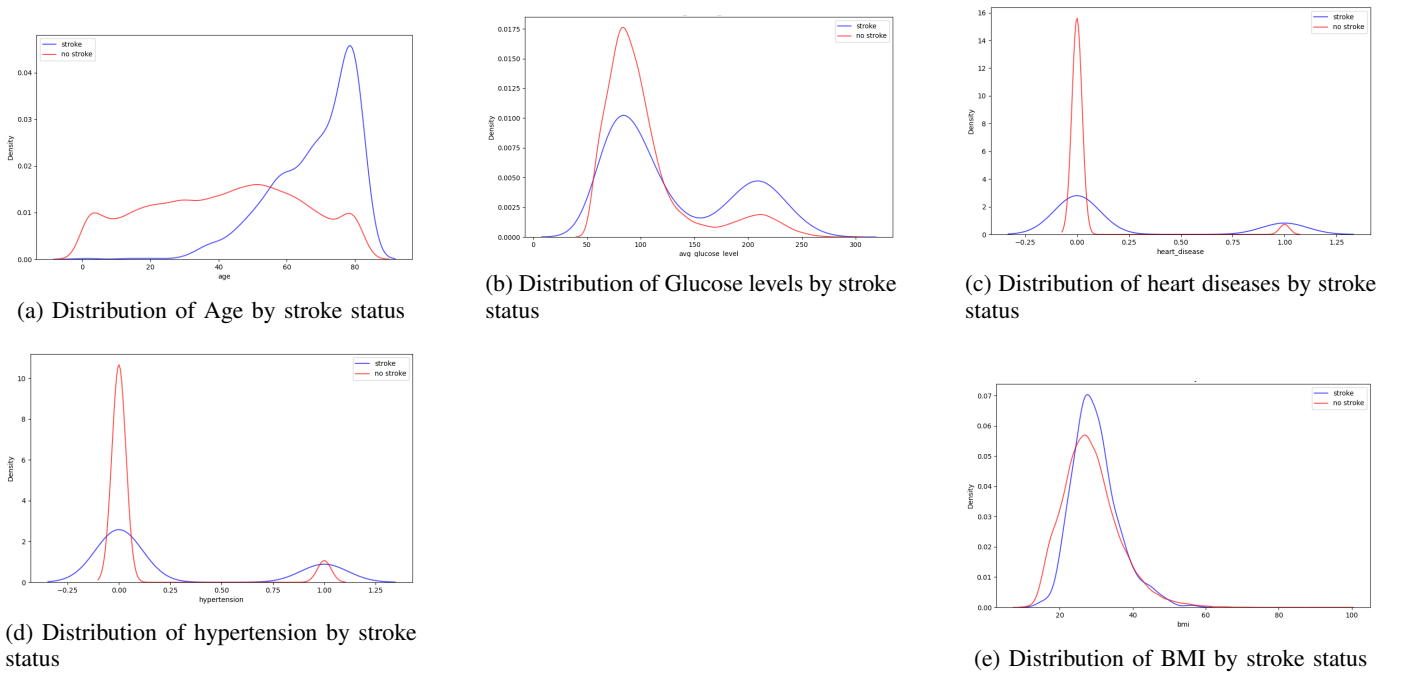 stroke
no stroke
Density
0.04
0.03
0.02
0.01
0.00
0 20 40 60 80
age
(a) Distribution of Age by stroke status
stroke
no stroke
Density
0.0175
0.0150
0.0125
0.0100
0.0075
0.0050
0.0025
0.0000
0 50 100 150 200 250 300
avg glucose level
(b) Distribution of Glucose levels by stroke
status
stroke
no stroke
Density
16
14
12
10
8
6
4
2
0
−0.25 0.00 0.25 0.50 0.75 1.00 1.25
heart_disease
(c) Distribution of heart diseases by stroke
status
stroke
no stroke
Density
10
8
6
4
2
0
−0.25 0.00 0.25 0.50 0.75 1.00 1.25
hypertension
(d) Distribution of hypertension by stroke
status
stroke
no stroke
Density
0.07
0.06
0.05
0.04
0.03
0.02
0.01
0.00
20 40 60 80 100
bmi
(e) Distribution of BMI by stroke status